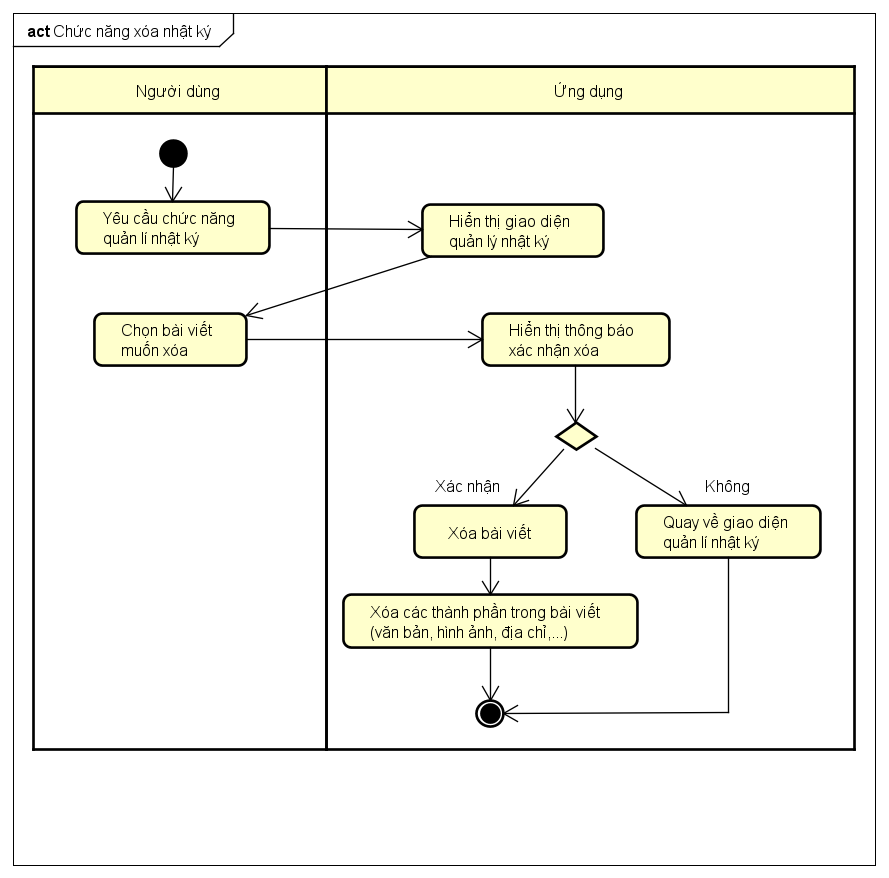 act Chức năng xóa nhật ký
Người dùng
Ứng dụng
Yêu cầu chức năng
quản lí nhật ký
Hiển thị giao diện
quản lý nhật ký
Chọn bài viết
muốn xóa
Hiển thị thông báo
xác nhận xóa
Xác nhận
Không
Xóa bài viết
Quay về giao diện
quản lí nhật ký
Xóa các thành phần trong bài viết
(văn bản, hình ảnh, địa chỉ,...)